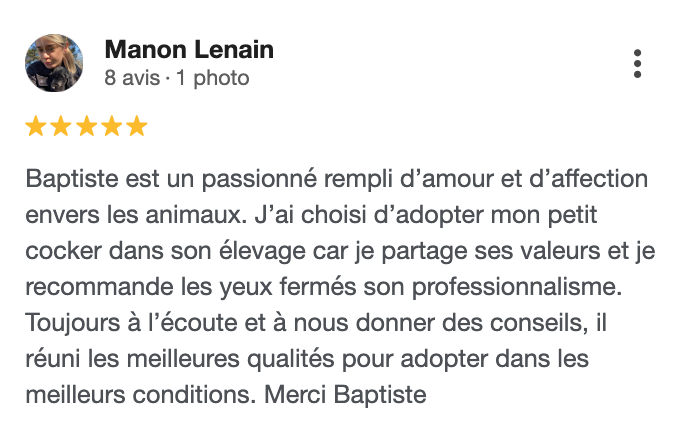 Manon Lenain
8 avis · 1 photo
Baptiste est un passionné rempli d’amour et d’affection
envers les animaux. J’ai choisi d’adopter mon petit
cocker dans son élevage car je partage ses valeurs et je
recommande les yeux fermés son professionnalisme.
Toujours à l’écoute et à nous donner des conseils, il
réuni les meilleures qualités pour adopter dans les
meilleurs conditions. Merci Baptiste